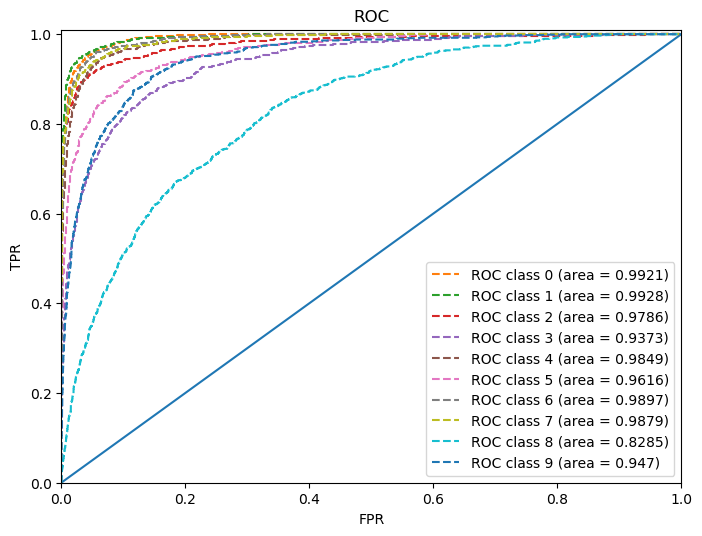 ROC
1.0
0.8
0.6
0.4
0.2
0.0
TPR
ROC class 0 (area = 0.9921)
ROC class 1 (area = 0.9928)
ROC class 2 (area = 0.9786)
ROC class 3 (area = 0.9373)
ROC class 4 (area = 0.9849)
ROC class 5 (area = 0.9616)
ROC class 6 (area = 0.9897)
ROC class 7 (area = 0.9879)
ROC class 8 (area = 0.8285)
ROC class 9 (area = 0.947)
0.0 0.2 0.4 0.6 0.8 1.0
FPR